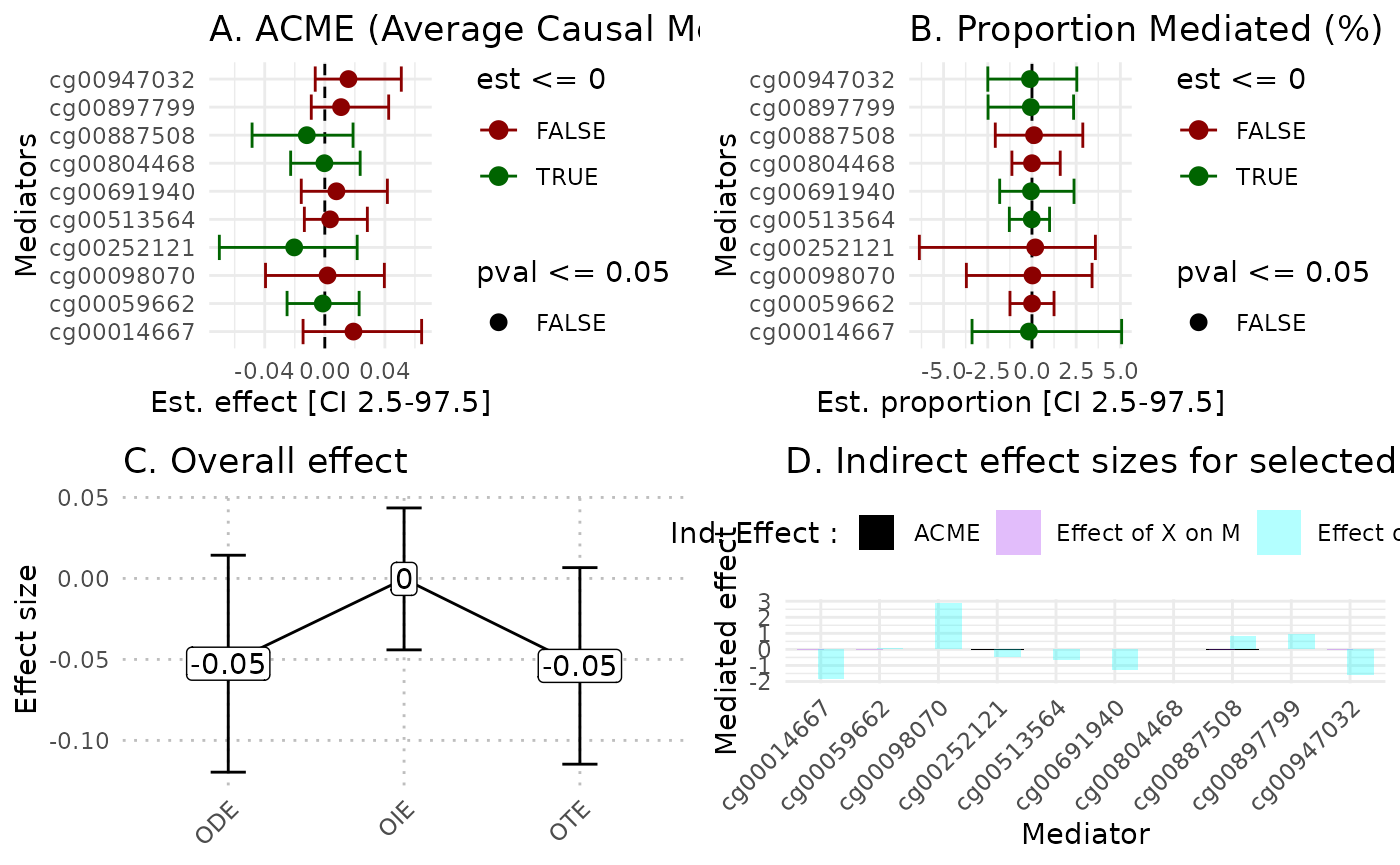 A. ACME (Average Causal Me
Mediators
cg00947032
cg00897799
cg00887508
cg00804468
cg00691940
cg00513564
cg00252121
cg00098070
cg00059662
cg00014667
-0.04 0.00 0.04
Est. effect [CI 2.5-97.5]
est <= 0
FALSE
TRUE
pval <= 0.05
FALSE
B. Proportion Mediated (%)
Mediators
cg00947032
cg00897799
cg00887508
cg00804468
cg00691940
cg00513564
cg00252121
cg00098070
cg00059662
cg00014667
-5.0 -2.5 0.0 2.5 5.0
Est. proportion [CI 2.5-97.5]
est <= 0
FALSE
TRUE
pval <= 0.05
FALSE
C. Overall effect
Effect size
0.05
0.00
-0.05
-0.10
-0.05
0
-0.05
ODE
OIE
OTE
D. Indirect effect sizes for selected
Ind. Effect :
ACME
Effect of X on M
Effect o
Mediated effect
3
2
1
0
-1
-2
cg00014667
cg00059662
cg00098070
cg00252121
cg00513564
cg00691940
cg00804468
cg00887508
cg00897799
cg00947032
Mediator